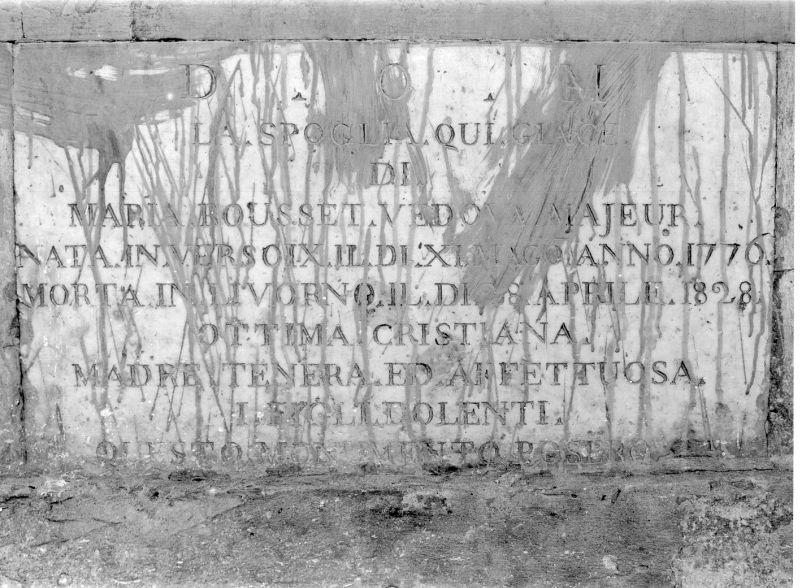 D . O . M
LA . SPOGLIA . QUI . GIACE
DI
MARIA . ROUSSET . VEDOVA . MAJEUR .
NATA . IN . VERSOIX . IL . DI . XI . ANNO . 1776 .
MORTA . IN . LIVORNO . IL . DI . APRILE . 1828 .
OTTIMA . CRISTIANA .
MADRE . TENERA . ED . AFFETTUOSA .
I . FIGLI . DOLENTI .
QUESTO . MONUMENTO . POSERO